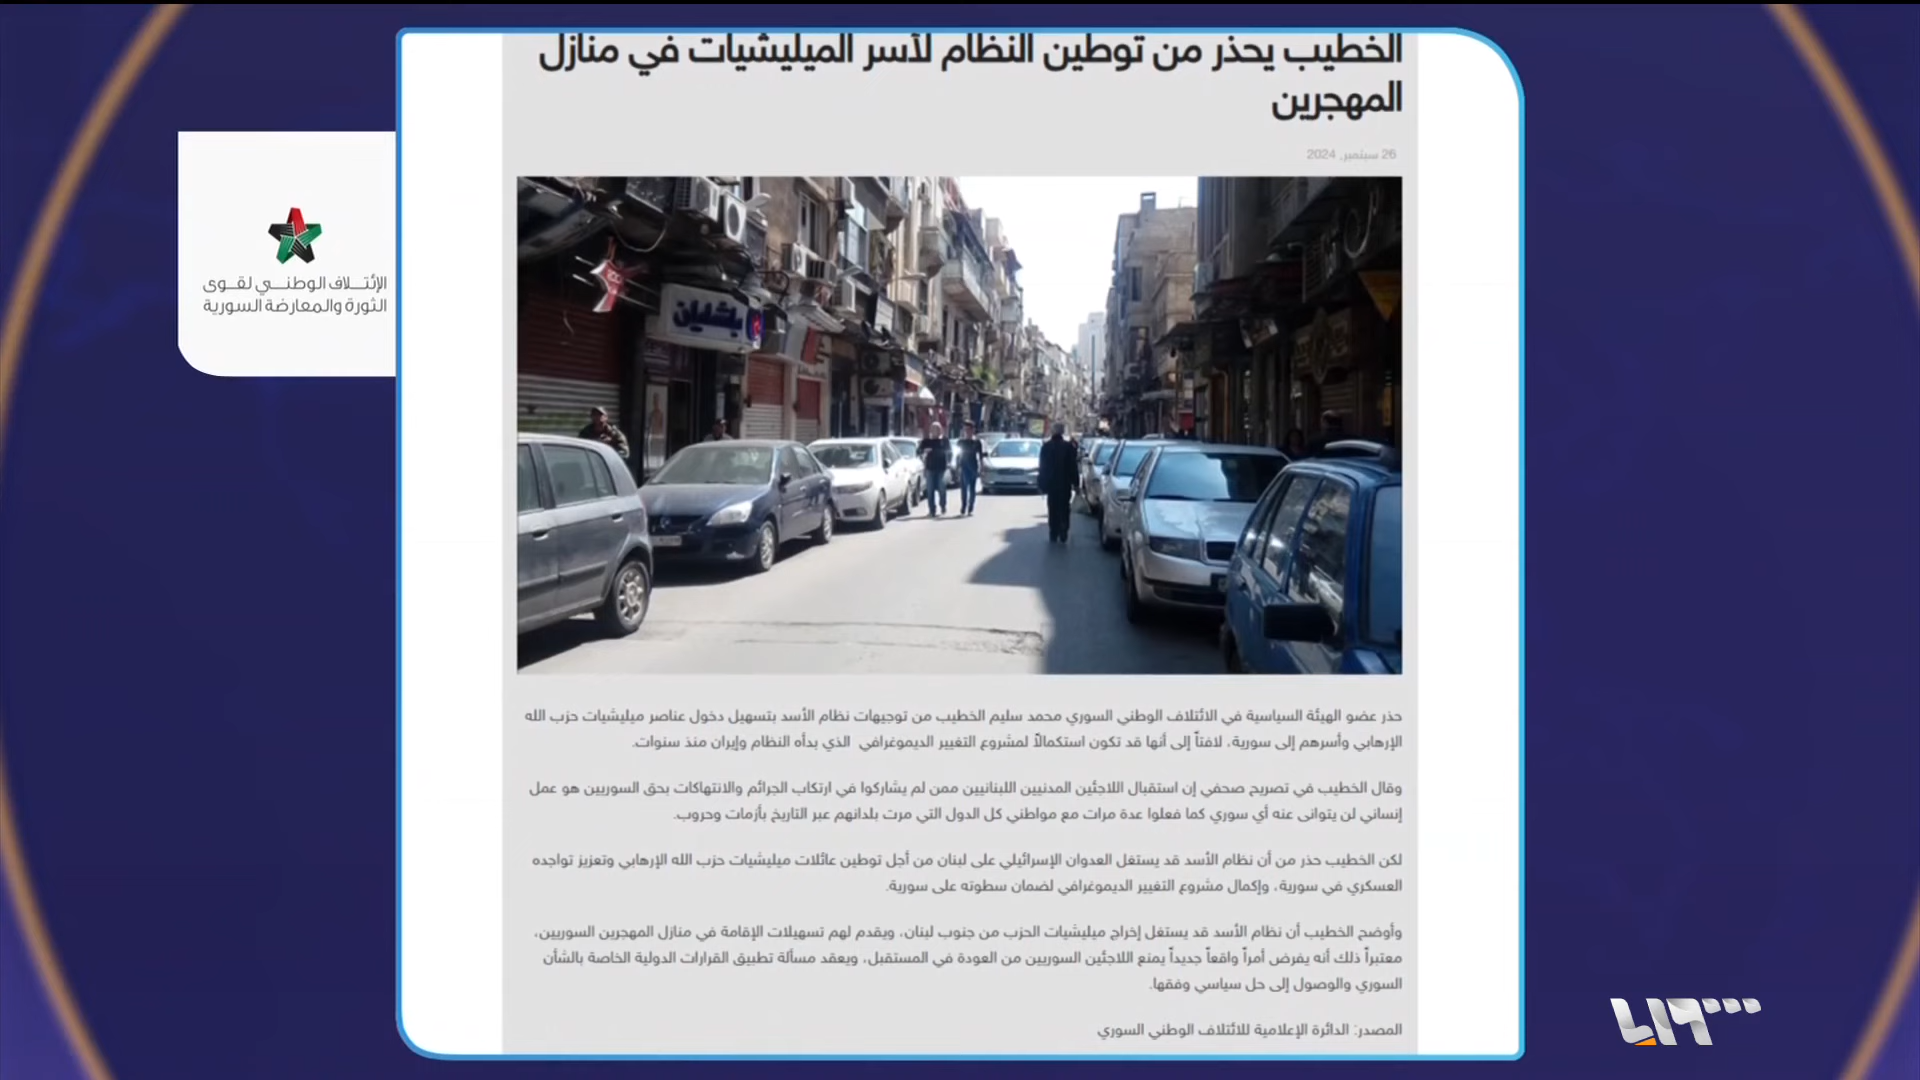 الخطيب يحذر من توطين النظام لأسر الميليشيات في منازل
المهجرين
26 سبتمبر, 2024
الإئتلاف الوطني لقوى
الثورة والمعارضة السورية
باشليان
حذر عضو الهيئة السياسية في الائتلاف الوطني السوري محمد سليم الخطيب من توجيهات نظام الأسد بتسهيل دخول عناصر ميليشيات حزب الله
الإرهابي وأسرهم إلى سورية، لافتاً إلى أنها قد تكون استكمالاً لمشروع التغيير الديموغرافي الذي بدأه النظام وإيران منذ سنوات.
وقال الخطيب في تصريح صحفي إن استقبال اللاجئين المدنيين اللبنانيين ممن لم يشاركوا في ارتكاب الجرائم والانتهاكات بحق السوريين هو عمل
إنساني لن يتوانى عنه أي سوري كما فعلوا عدة مرات مع مواطني كل الدول التي مرت بلدانهم عبر التاريخ بأزمات وحروب.
لكن الخطيب حذر من أن نظام الأسد قد يستغل العدوان الإسرائيلي على لبنان من أجل توطين عائلات ميليشيات حزب الله الإرهابي وتعزيز تواجده
العسكري في سورية، وإكمال مشروع التغيير الديموغرافي لضمان سطوته على سورية.
وأوضح الخطيب أن نظام الأسد قد يستغل إخراج ميليشيات الحزب من جنوب لبنان، ويقدم لهم تسهيلات الإقامة في منازل المهجرين السوريين،
معتبراً ذلك أنه يفرض أمراً واقعاً جديداً يمنع اللاجئين السوريين من العودة في المستقبل، ويعقد مسألة تطبيق القرارات الدولية الخاصة بالشأن
السوري والوصول إلى حل سياسي وفقها.
المصدر: الدائرة الإعلامية للائتلاف الوطني السوري